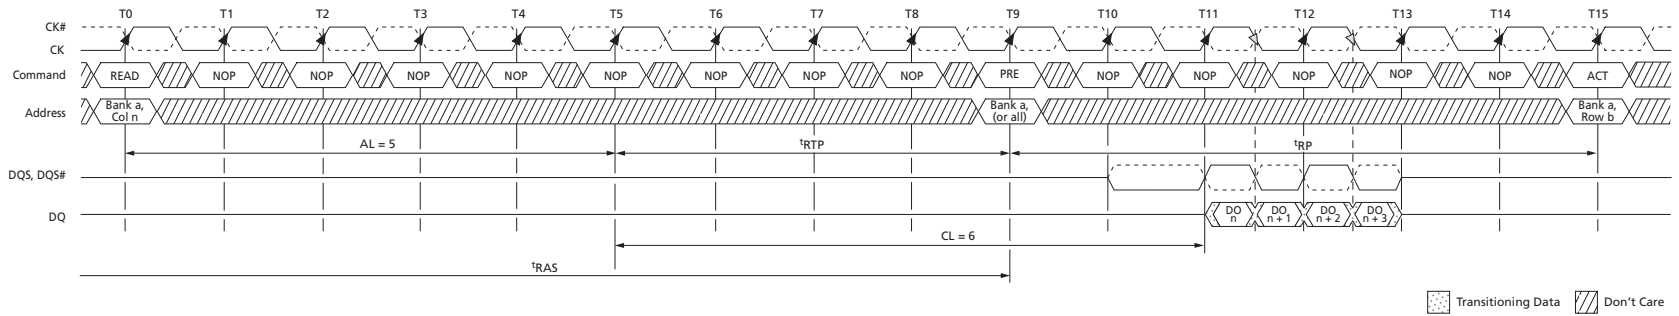 T0 T1 T2 T3 T4 T5 T6 T7 T8 T9 T10 T11 T12 T13 T14 T15
CK#
CK
Command READ NOP NOP NOP NOP NOP NOP NOP NOP PRE NOP NOP NOP NOP NOP ACT
Address
Bank a,
Col n
Bank a,
(or all)
Bank a,
Row b
AL = 5
tRTP
tRP
DQS, DQS#
DQ
DO
n
DO
n + 1
DO
n + 2
DO
n + 3
CL = 6
tRAS
Transitioning Data
Don't Care